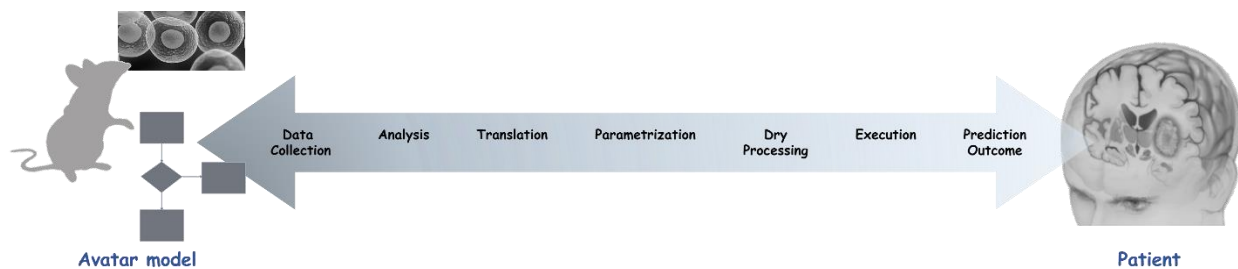 Data
Collection
Analysis
Translation
Parametrization
Dry
Processing
Execution
Prediction
Outcome
Avatar model
Patient